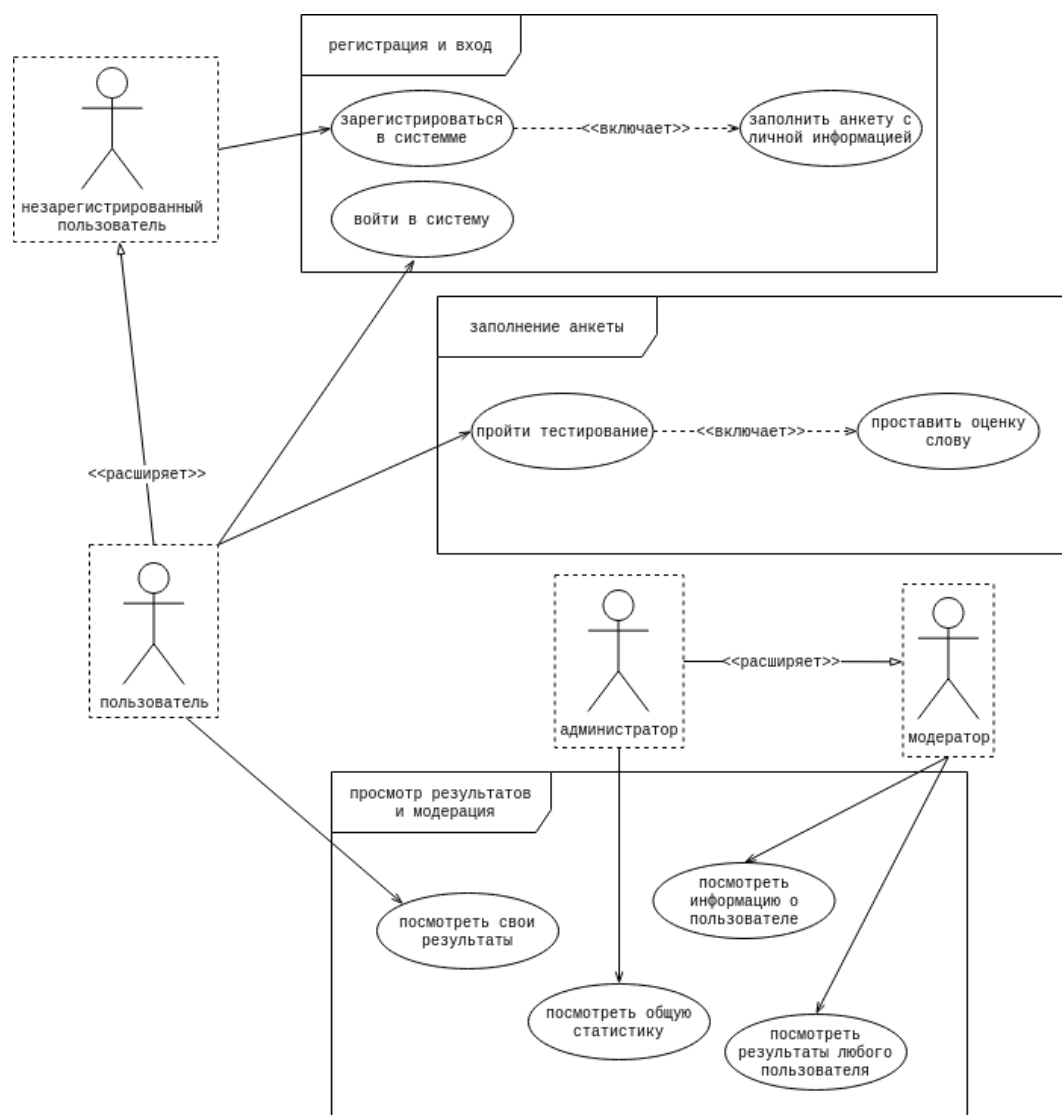 регистрация и вход
зарегистрироваться
в системме
<<включает>>
заполнить анкету с
личной информацией
незарегистрированный
пользователь
войти в систему
заполнение анкеты
пройти тестирование
<<включает>>
проставить оценку
слову
<<расширяет>>
пользователь
администратор
<<расширяет>>
модератор
просмотр результатов
и модерация
посмотреть свои
результаты
посмотреть
информацию о
пользователе
посмотреть общую
статистику
посмотреть
результаты любого
пользователя